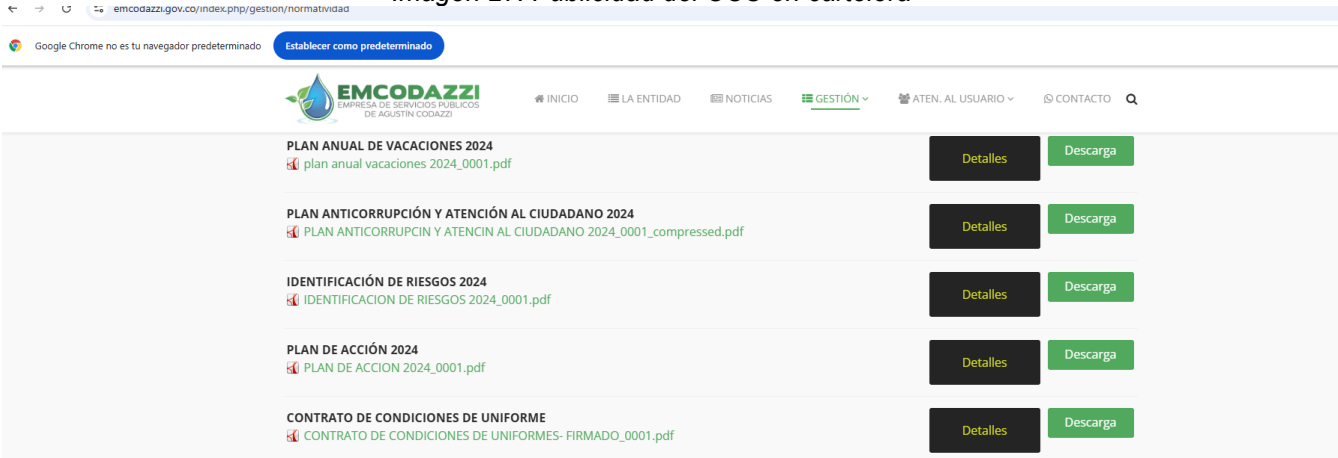 emcodazzi.gov.co/index.php/gestion/normatividad
Google Chrome no es tu navegador predeterminado
Establecer como predeterminado
EMCODAZZI
EMPRESA DE SERVICIOS PUBLICOS
DE AGUSTÍN CODAZZI
INICIO
LA ENTIDAD
NOTICIAS
GESTIÓN
ATEN. AL USUARIO
CONTACTO
PLAN ANUAL DE VACACIONES 2024
plan anual vacaciones 2024_0001.pdf
Detalles
Descarga
PLAN ANTICORRUPCIÓN Y ATENCIÓN AL CIUDADANO 2024
PLAN ANTICORRUPCIN Y ATENCIN AL CIUDADANO 2024_0001_compressed.pdf
Detalles
Descarga
IDENTIFICACIÓN DE RIESGOS 2024
IDENTIFICACION DE RIESGOS 2024_0001.pdf
Detalles
Descarga
PLAN DE ACCIÓN 2024
PLAN DE ACCION 2024_0001.pdf
Detalles
Descarga
CONTRATO DE CONDICIONES DE UNIFORME
CONTRATO DE CONDICIONES DE UNIFORMES- FIRMADO_0001.pdf
Detalles
Descarga